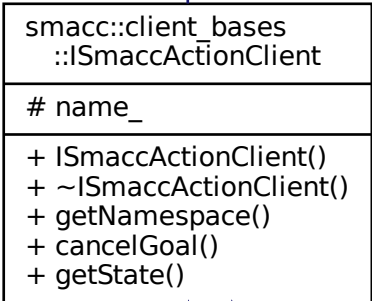 smacc::client_bases
::ISmaccActionClient
# name_
+ ISmaccActionClient()
+ ~ISmaccActionClient()
+ getNamespace()
+ cancelGoal()
+ getState()